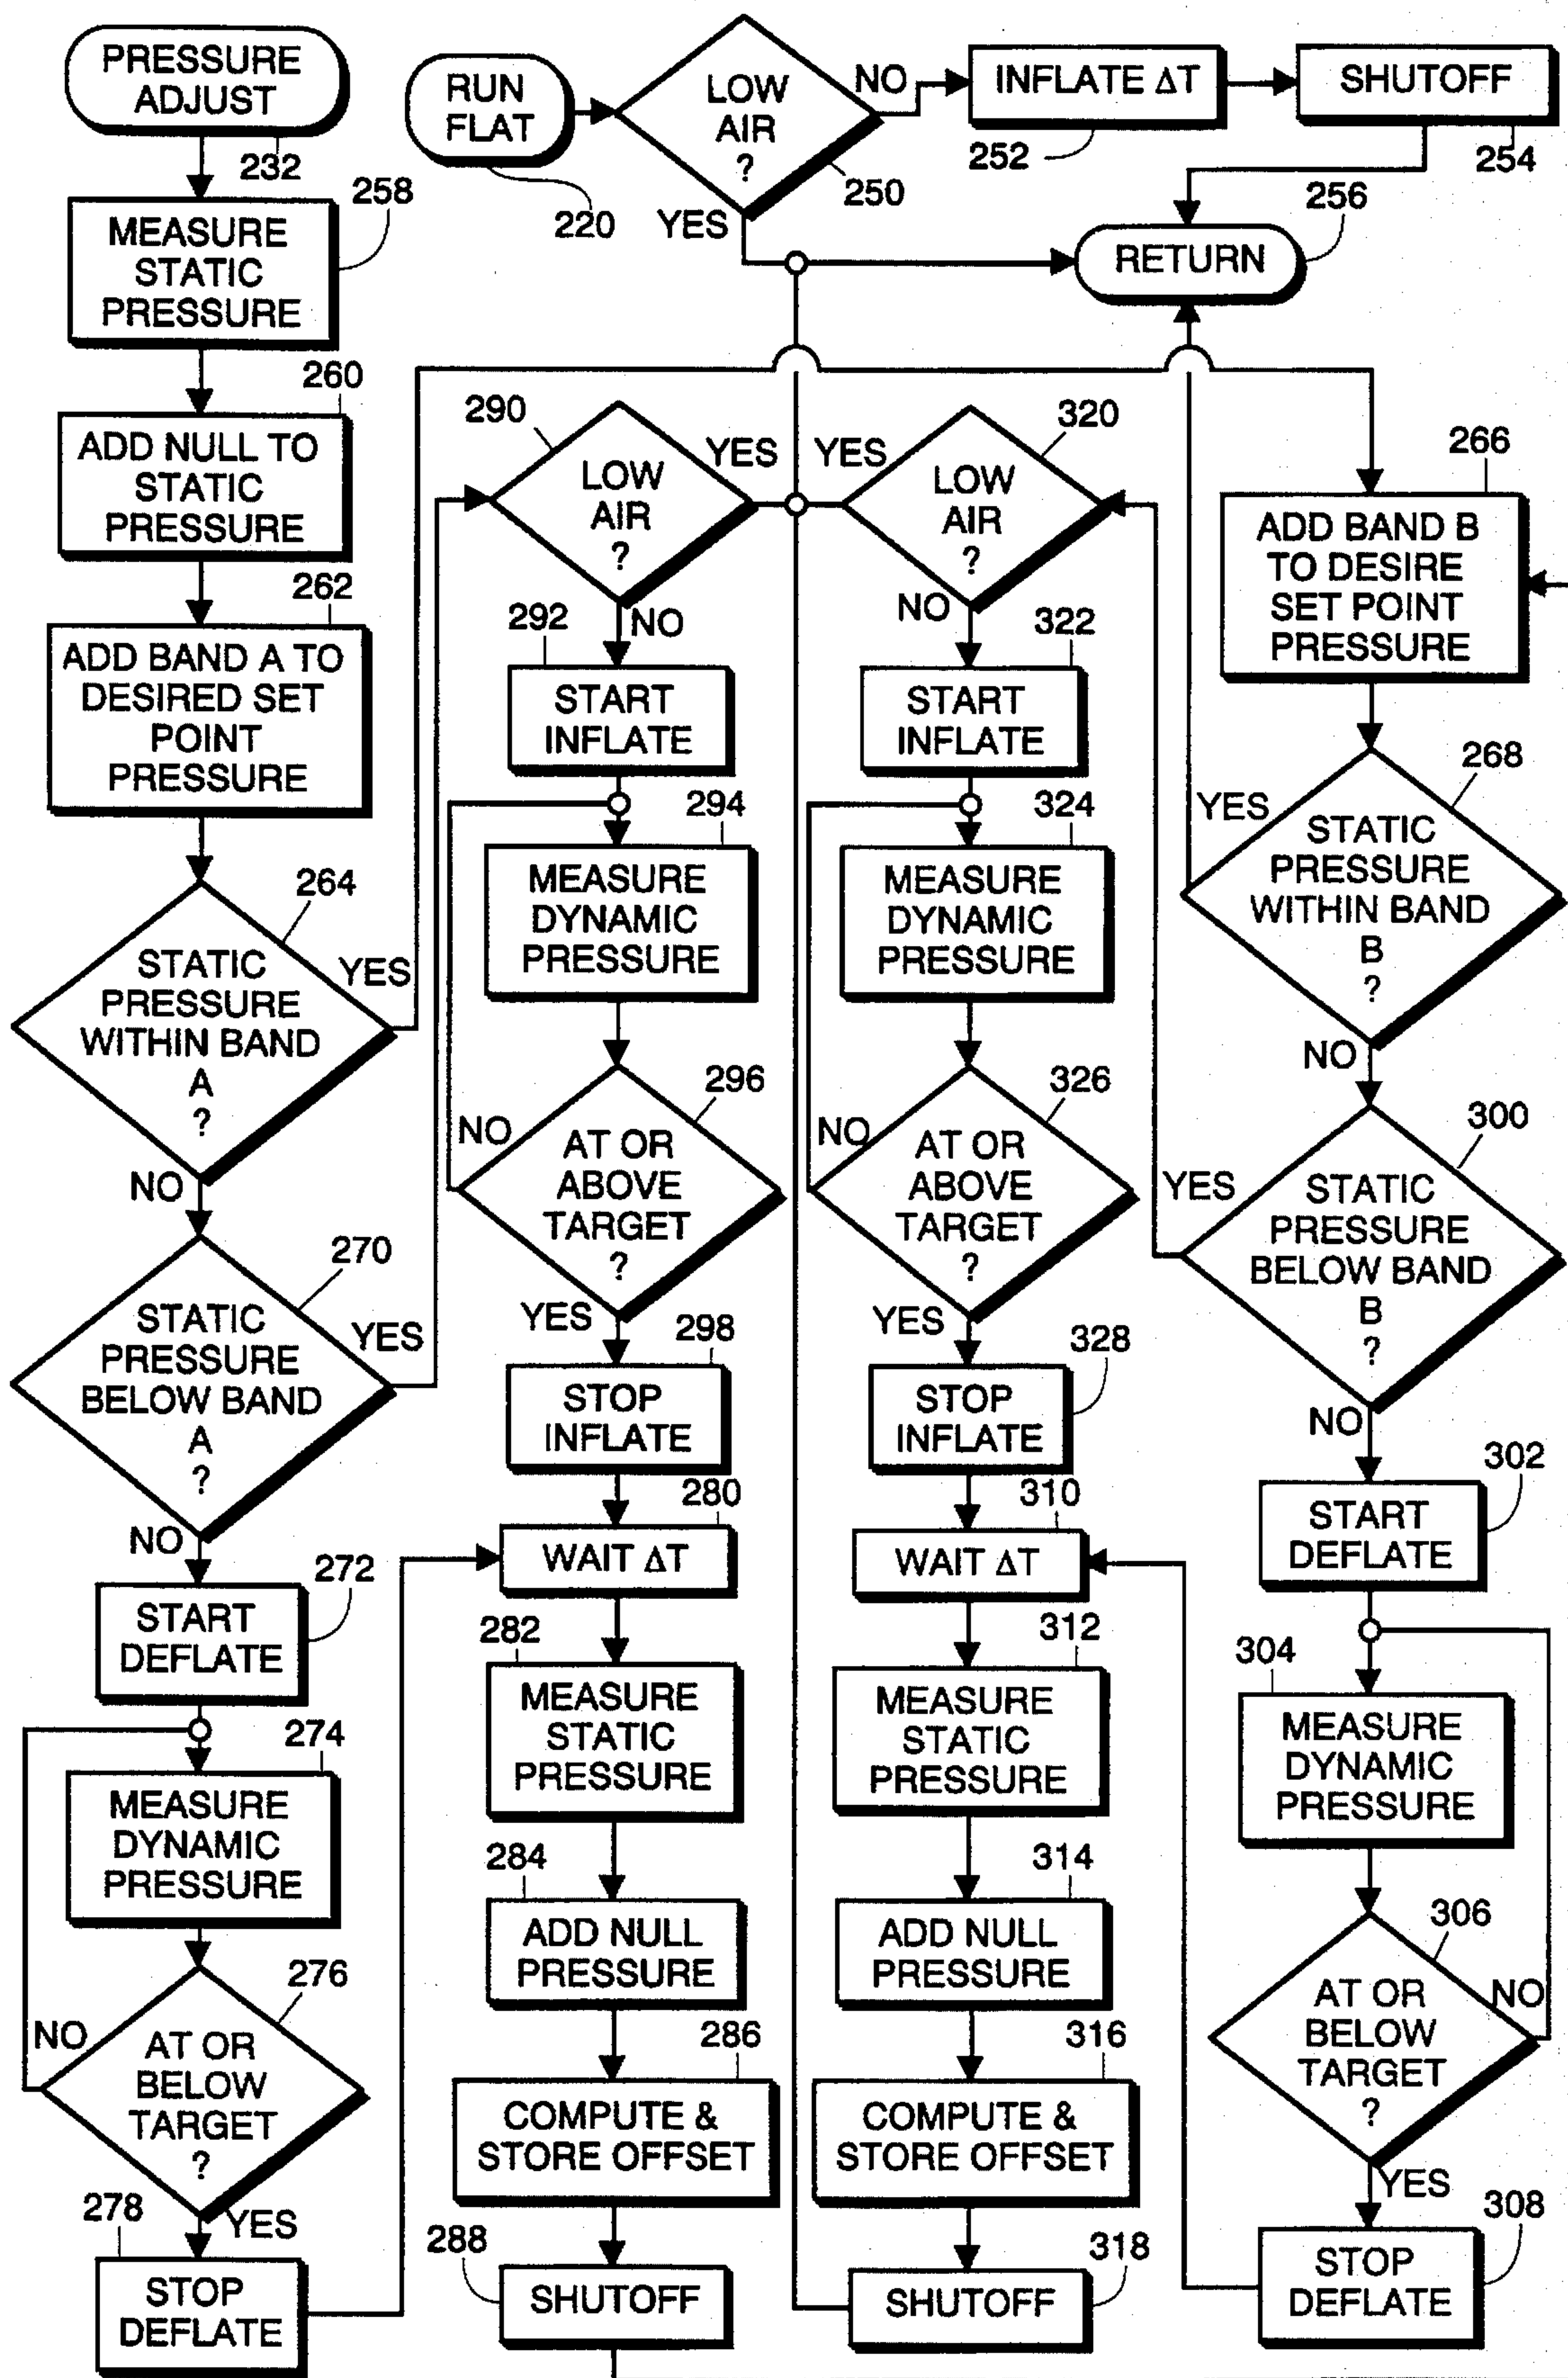 PRESSURE
ADJUST
232
258
MEASURE
STATIC
PRESSURE
260
ADD NULL TO
STATIC
PRESSURE
262
ADD BAND A TO
DESIRED SET
POINT
PRESSURE
264
STATIC
PRESSURE
WITHIN BAND
A
?
YES
NO
270
STATIC
PRESSURE
BELOW BAND
A
?
YES
NO
272
START
DEFLATE
274
MEASURE
DYNAMIC
PRESSURE
276
NO
AT OR
BELOW
TARGET
?
YES
278
STOP
DEFLATE
RUN
FLAT
220
LOW
AIR
?
250
NO
YES
INFLATE ΔT
252
SHUTOFF
254
256
RETURN
290
LOW
AIR
?
YES
NO
292
START
INFLATE
294
MEASURE
DYNAMIC
PRESSURE
296
NO
AT OR
ABOVE
TARGET
?
YES
298
STOP
INFLATE
280
WAIT ΔT
282
MEASURE
STATIC
PRESSURE
284
ADD NULL
PRESSURE
286
COMPUTE &
STORE OFFSET
288
SHUTOFF
320
YES
LOW
AIR
?
NO
322
START
INFLATE
324
MEASURE
DYNAMIC
PRESSURE
326
NO
AT OR
ABOVE
TARGET
?
YES
328
STOP
INFLATE
310
WAIT ΔT
312
MEASURE
STATIC
PRESSURE
314
ADD NULL
PRESSURE
316
COMPUTE &
STORE OFFSET
318
SHUTOFF
266
ADD BAND B
TO DESIRE
SET POINT
PRESSURE
268
YES
STATIC
PRESSURE
WITHIN BAND
B
?
NO
300
YES
STATIC
PRESSURE
BELOW BAND
B
?
NO
302
START
DEFLATE
304
MEASURE
DYNAMIC
PRESSURE
306
AT OR
BELOW
TARGET
?
NO
YES
308
STOP
DEFLATE